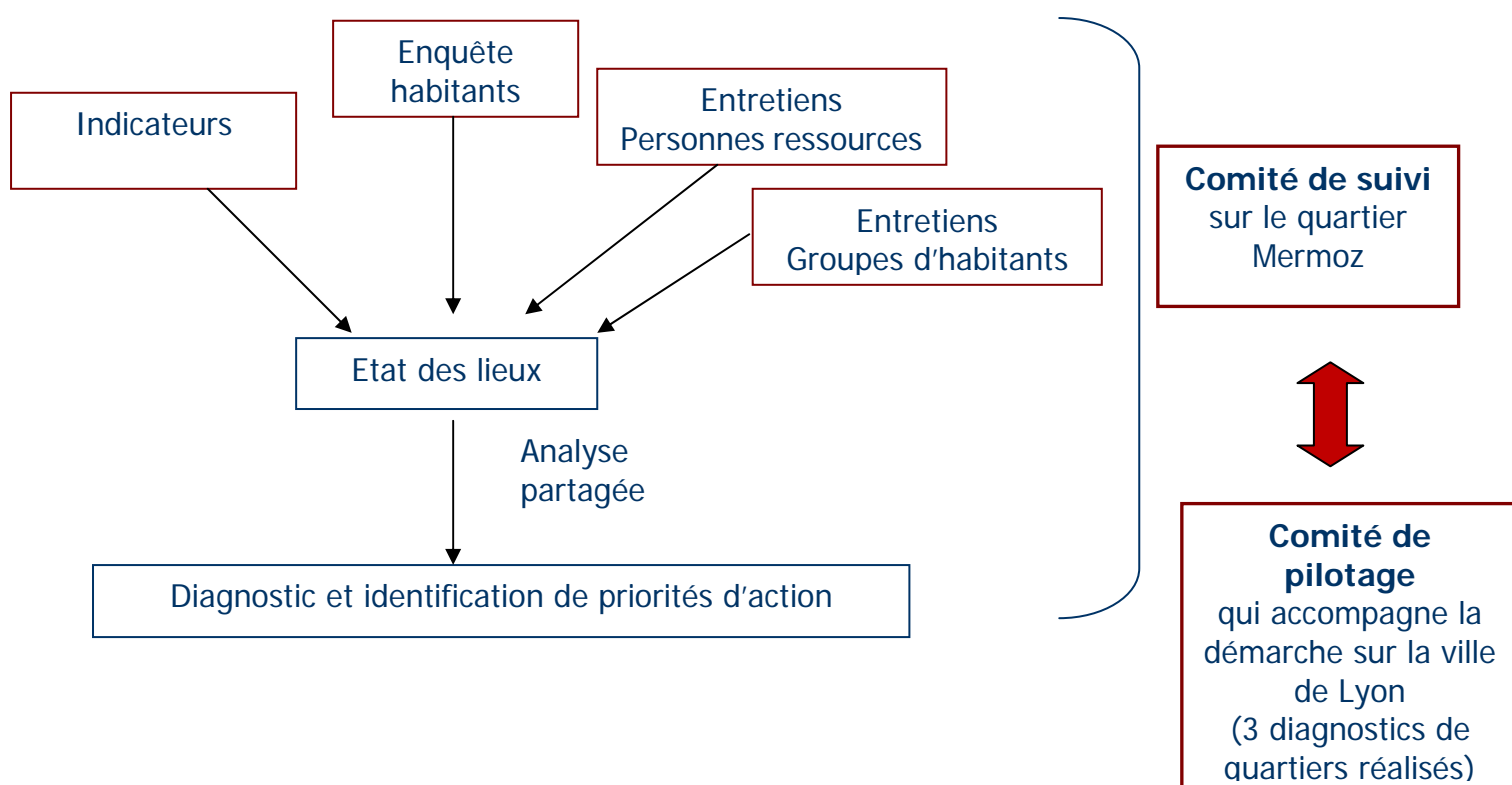 Indicateurs
Enquête
habitants
Entretiens
Personnes ressources
Entretiens
Groupes d'habitants
Etat des lieux
Analyse
partagée
Diagnostic et identification de priorités d'action
Comité de suivi
sur le quartier
Mermoz
Comité de
pilotage
qui accompagne la
démarche sur la ville
de Lyon
(3 diagnostics de
quartiers réalisés)